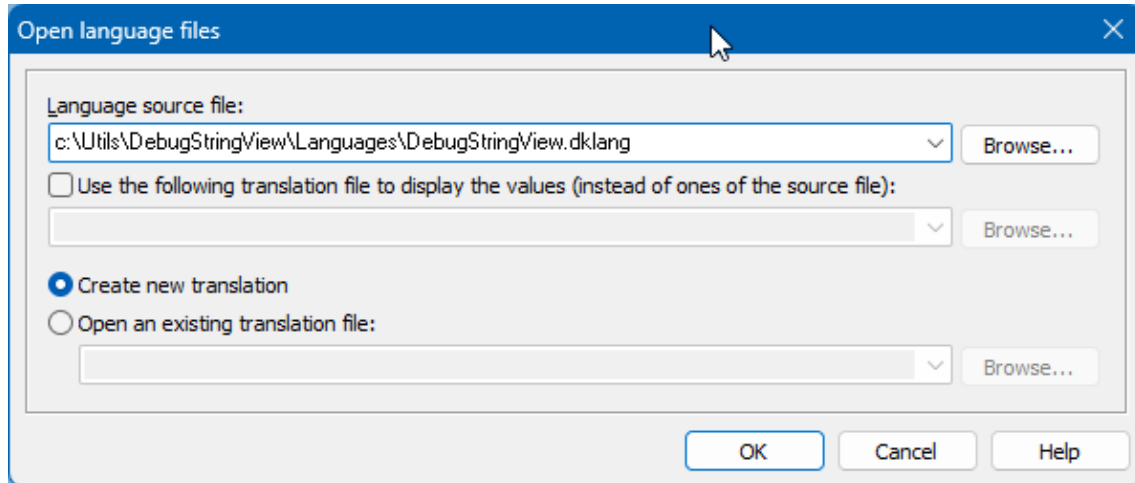 Open language files
Language source file:
c:\Utils\DebugStringView\Languages\DebugStringView.dklang
Browse...
Use the following translation file to display the values (instead of ones of the source file):
Browse...
Create new translation
Open an existing translation file:
Browse...
OK Cancel Help